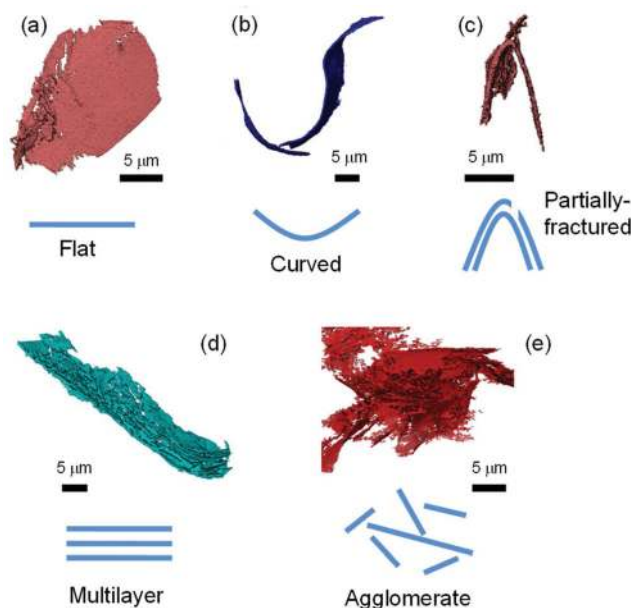 (a)
(b)
(c)
5 μm
5 μm
5 μm
Flat
Curved
Partially-
fractured
(d)
(e)
5 μm
5 μm
Multilayer
Agglomerate